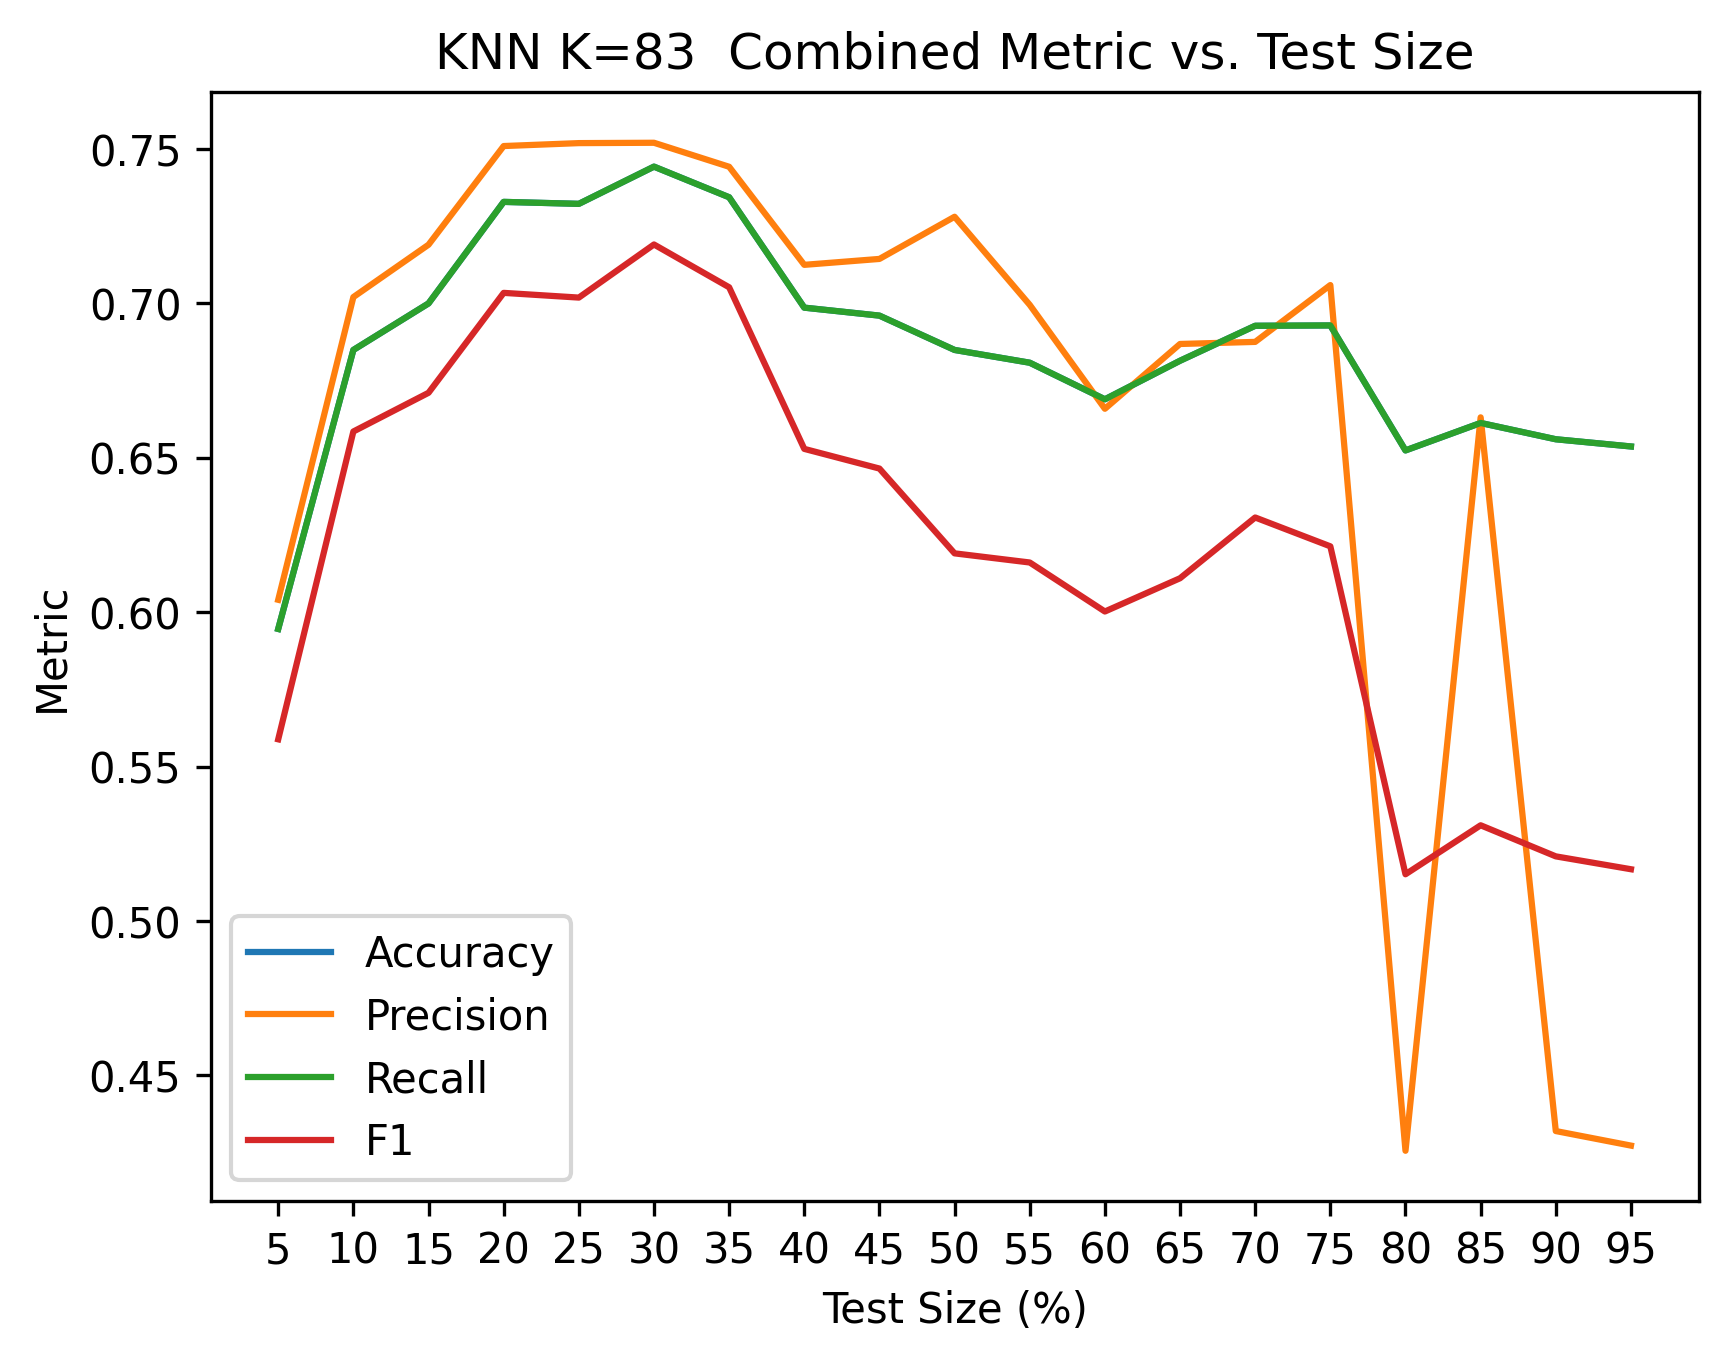 KNN K=83  Combined Metric vs. Test Size
0.75
0.70
0.65
0.60
0.55
0.50
0.45
Metric
Accuracy
Precision
Recall
F1
5 10 15 20 25 30 35 40 45 50 55 60 65 70 75 80 85 90 95
Test Size (%)